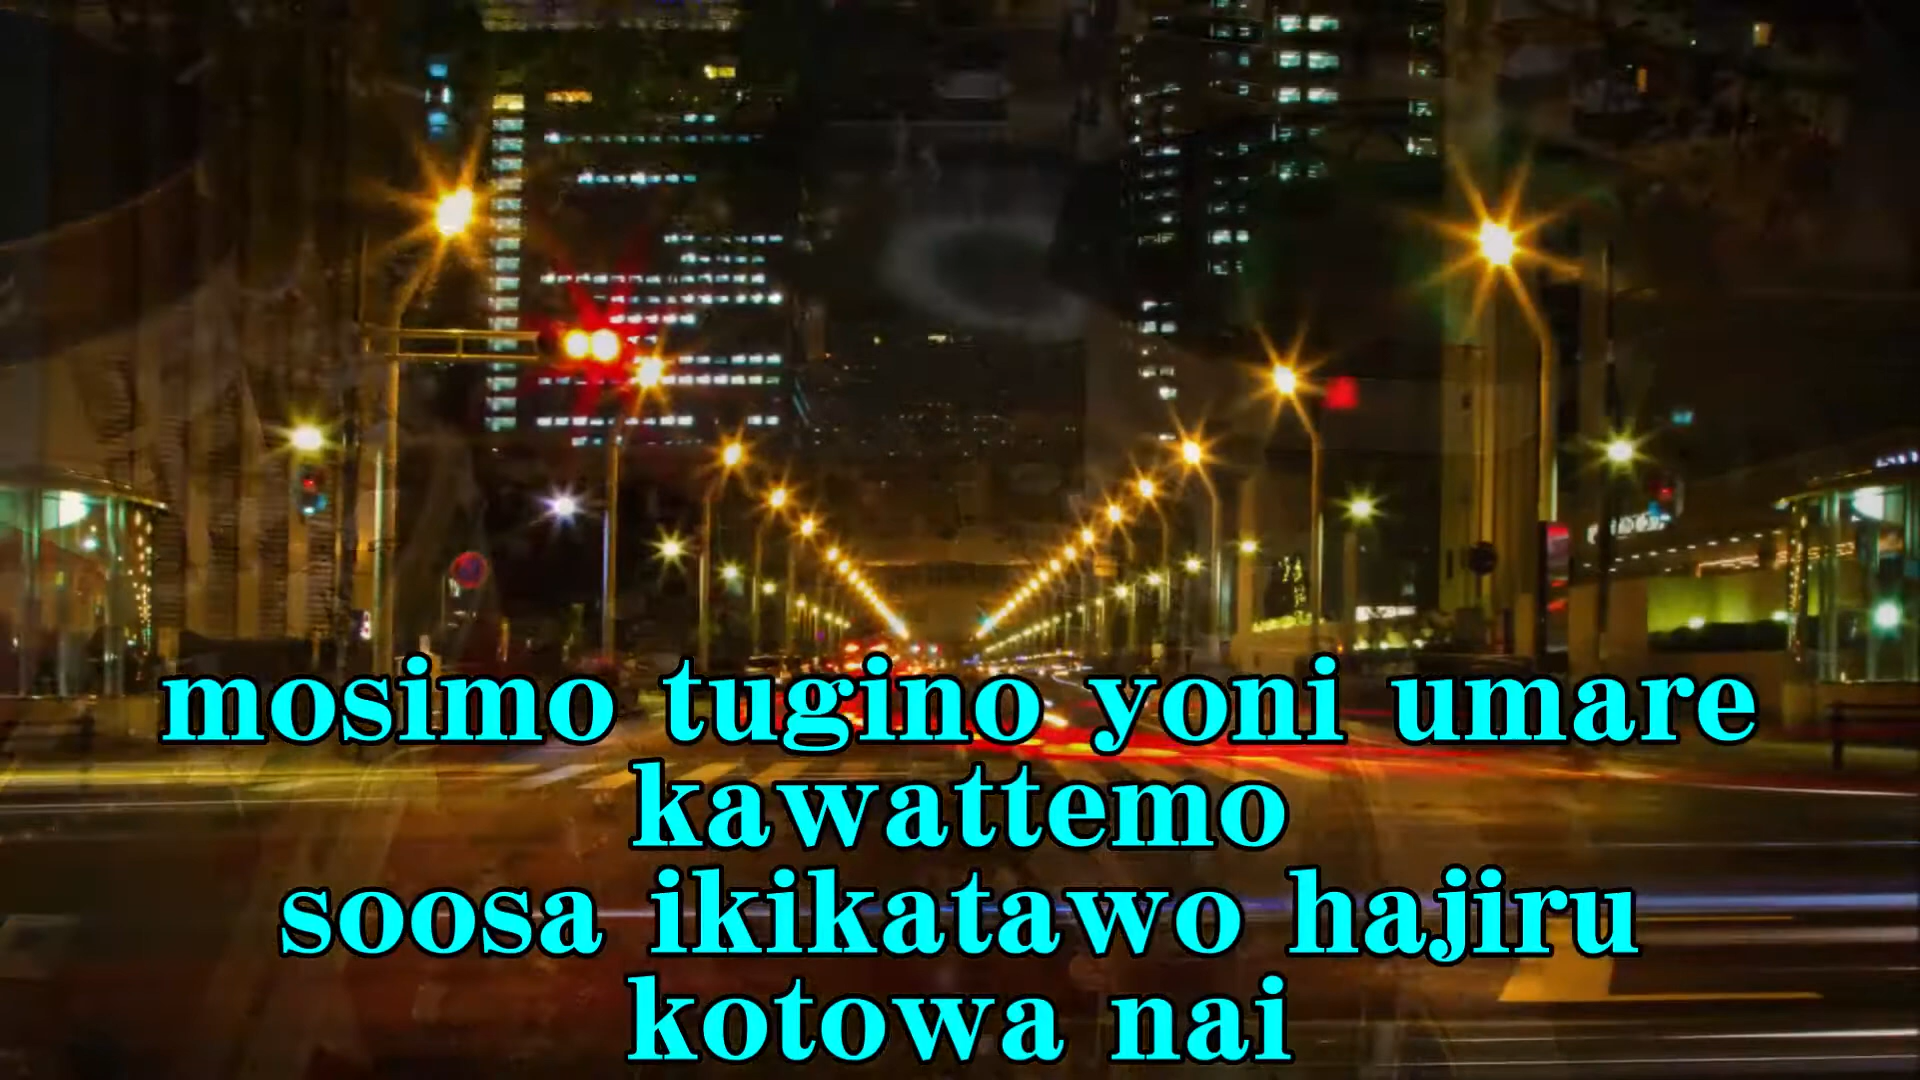 mosimo tugino yoni umare
kawattemo
soosa ikikatawo hajiru
kotowa nai